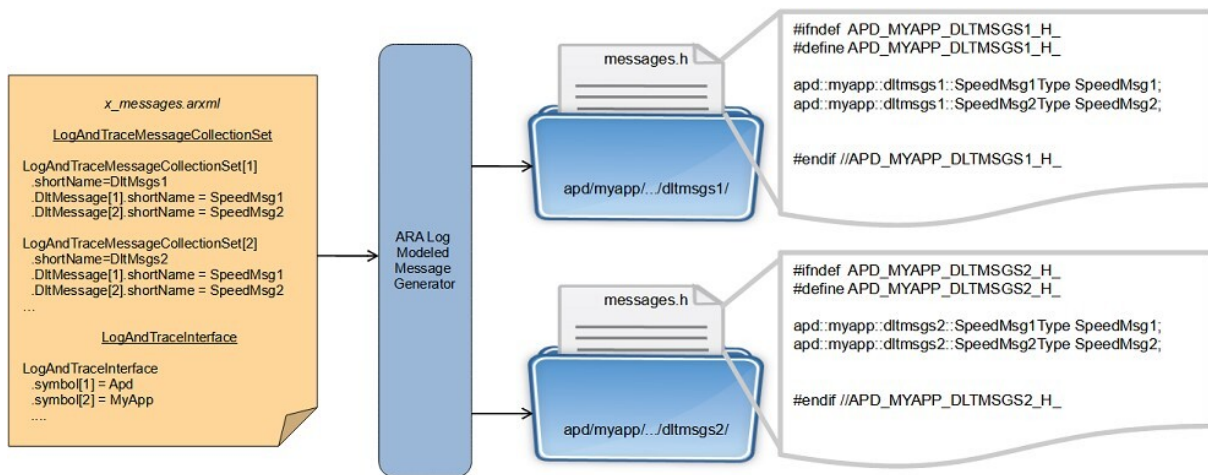 x_messages.arxml
LogAndTraceMessageCollectionSet
LogAndTraceMessageCollectionSet[1]
.shortName=DltMsgs1
.DltMessage[1].shortName = SpeedMsg1
.DltMessage[2].shortName = SpeedMsg2
LogAndTraceMessageCollectionSet[2]
.shortName=DltMsgs2
.DltMessage[1].shortName = SpeedMsg1
.DltMessage[2].shortName = SpeedMsg2
...
LogAndTraceInterface
LogAndTraceInterface
.symbol[1] = Apd
.symbol[2] = MyApp
....
ARA Log
Modeled
Message
Generator
messages.h
apd/myapp/.../dltmsgs1/
#ifndef APD_MYAPP_DLTMSGS1_H_
#define APD_MYAPP_DLTMSGS1_H_
apd::myapp::dltmsgs1::SpeedMsg1Type SpeedMsg1;
apd::myapp::dltmsgs1::SpeedMsg2Type SpeedMsg2;
#endif //APD_MYAPP_DLTMSGS1_H_
messages.h
apd/myapp/.../dltmsgs2/
#ifndef APD_MYAPP_DLTMSGS2_H_
#define APD_MYAPP_DLTMSGS2_H_
apd::myapp::dltmsgs2::SpeedMsg1Type SpeedMsg1;
apd::myapp::dltmsgs2::SpeedMsg2Type SpeedMsg2;
#endif //APD_MYAPP_DLTMSGS2_H_